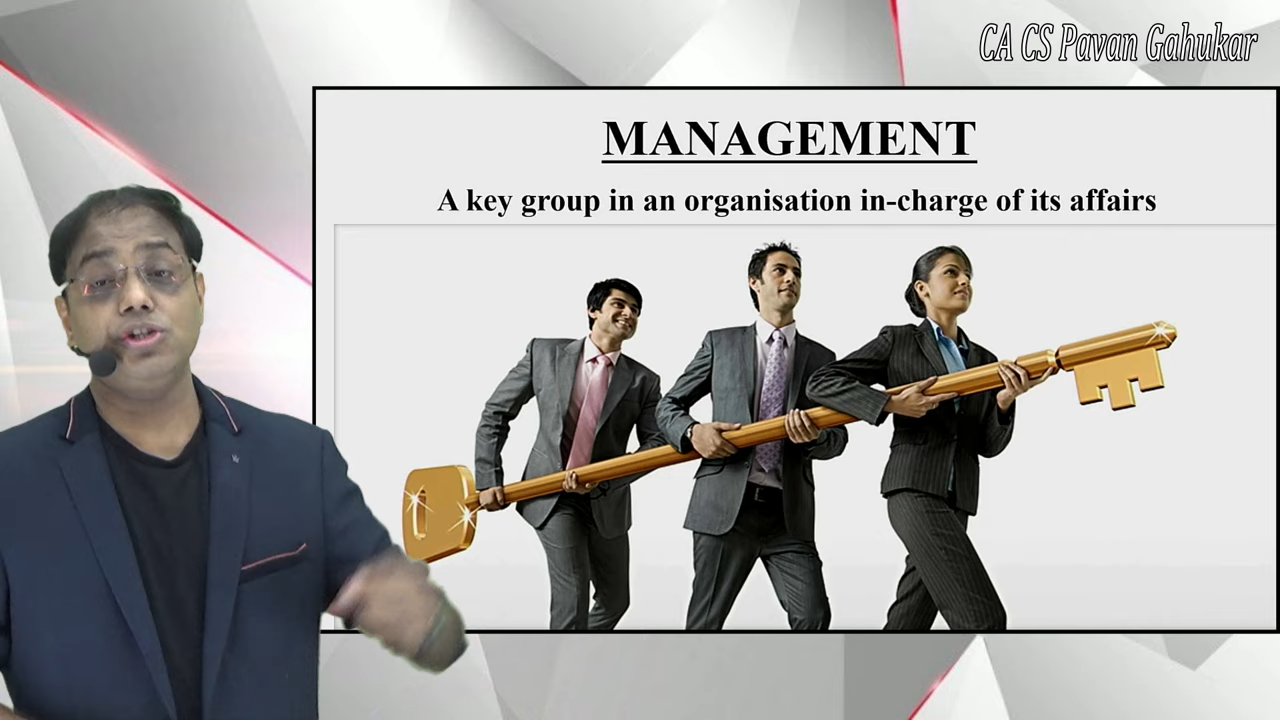 CA CS Pavan Gahukar
MANAGEMENT
A key group in an organisation in-charge of its affairs